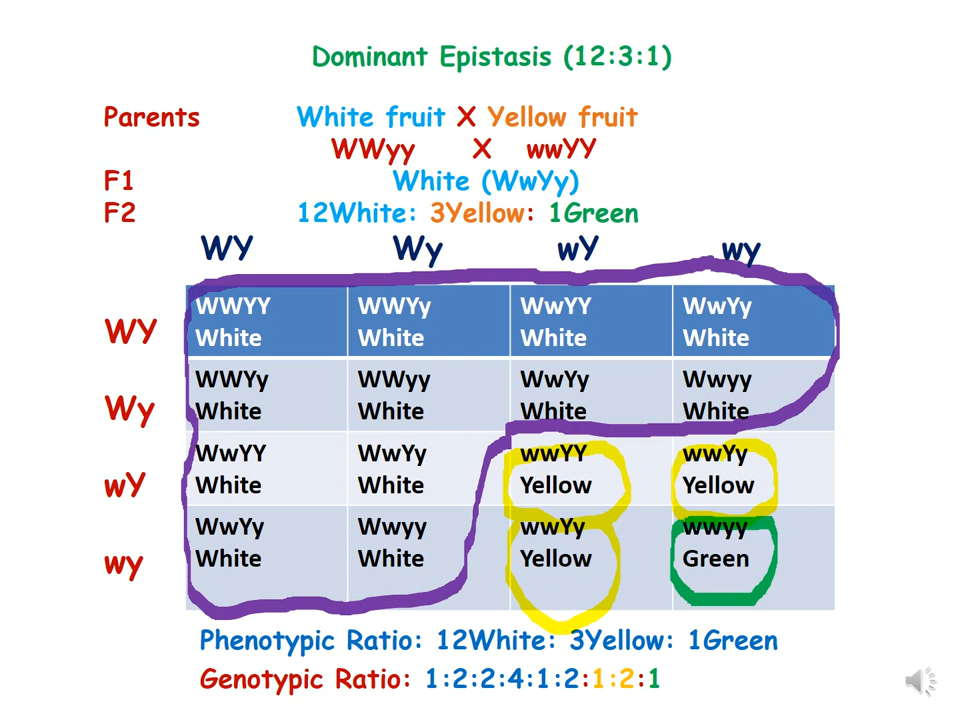 Dominant Epistasis (12:3:1)
Parents White fruit X Yellow fruit
WWyy X wwYY
F1 White (WwYy)
F2 12White: 3Yellow: 1Green
WY Wy wY wy
WY WWYY WWYy WwYY WwYy
White White White White
Wy WWYy WWyy WwYy Wwyy
White White White White
wY WwYY WwYy wwYY wwYy
White White Yellow Yellow
wy WwYy Wwyy wwYy wwyy
White White Yellow Green
Phenotypic Ratio: 12White: 3Yellow: 1Green
Genotypic Ratio: 1:2:2:4:1:2:1:2:1